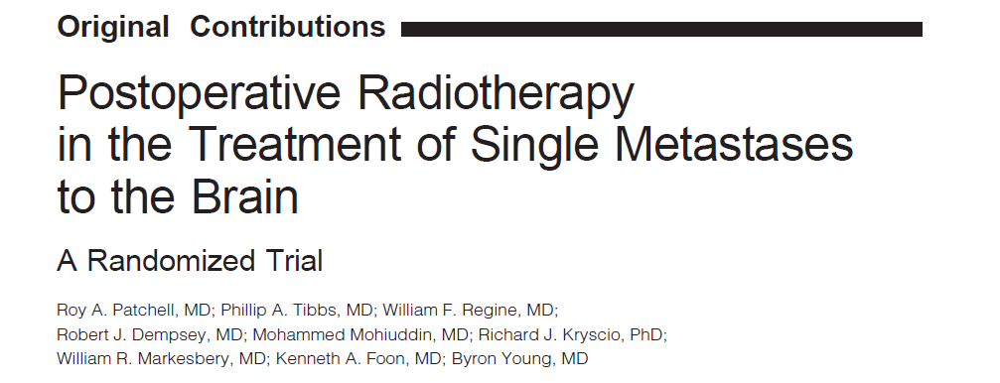 Original Contributions
Postoperative Radiotherapy
in the Treatment of Single Metastases
to the Brain
A Randomized Trial
Roy A. Patchell, MD; Phillip A. Tibbs, MD; William F. Regine, MD;
Robert J. Dempsey, MD; Mohammed Mohiuddin, MD; Richard J. Kryscio, PhD;
William R. Markesbery, MD; Kenneth A. Foon, MD; Byron Young, MD